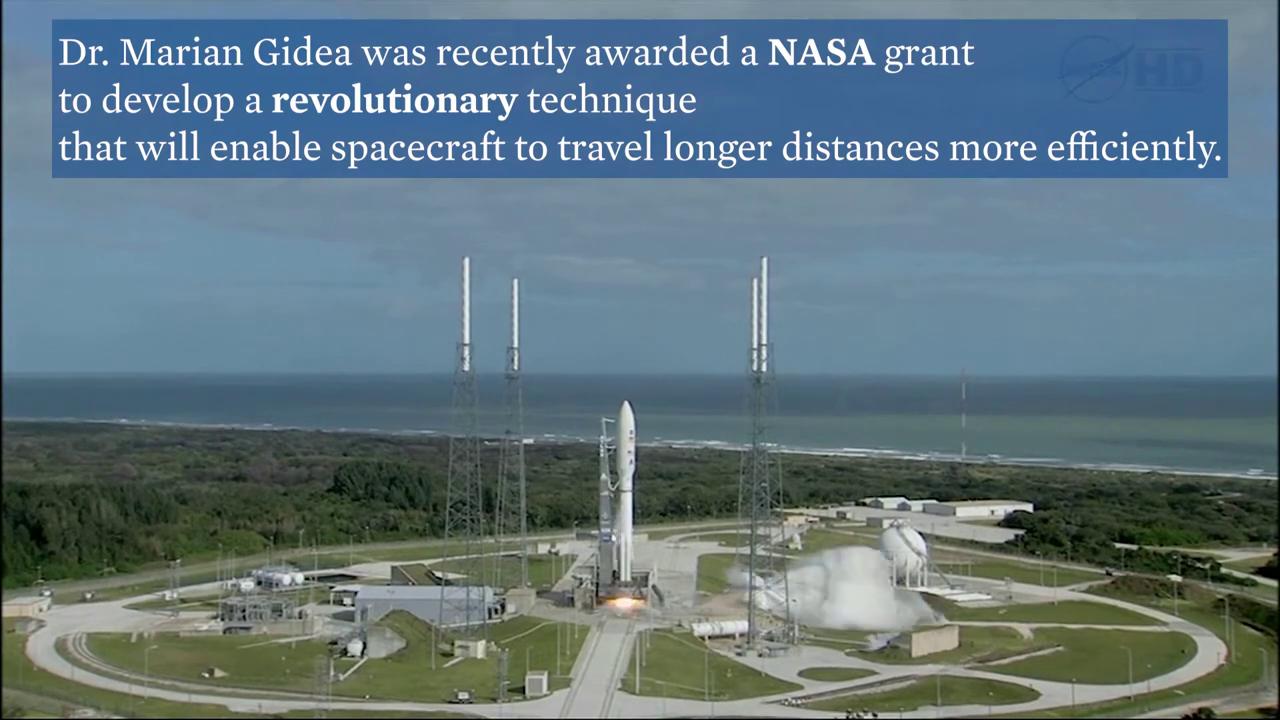 Dr. Marian Gidea was recently awarded a NASA grant
to develop a revolutionary technique
that will enable spacecraft to travel longer distances more efficiently.
HD